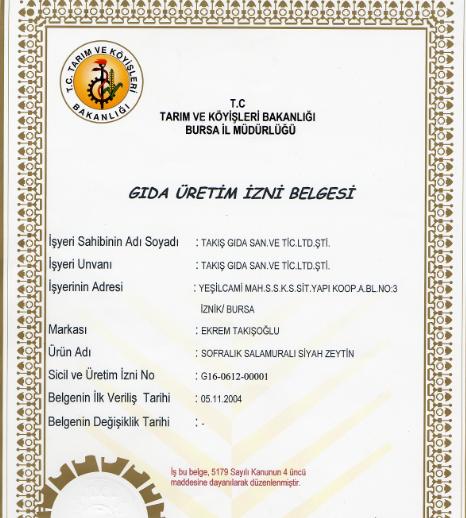 T.C. TARIM VE KÖYİŞLERİ
BAKANLIĞI
T.C
TARIM VE KÖYİŞLERİ BAKANLIĞI
BURSA İL MÜDÜRLÜĞÜ
GIDA ÜRETİM İZNİ BELGESİ
İşyeri Sahibinin Adı Soyadı : TAKIŞ GIDA SAN.VE TİC.LTD.ŞTİ.
İşyeri Unvanı : TAKIŞ GIDA SAN.VE TİC.LTD.ŞTİ.
İşyerinin Adresi : YEŞİLCAMİ MAH.S.S.K.S.SİT.YAPI KOOP.A.BL.NO:3
İZNİK/ BURSA
Markası : EKREM TAKIŞOĞLU
Ürün Adı : SOFRALIK SALAMURALI SİYAH ZEYTİN
Sicil ve Üretim İzni No : G16-0612-00001
Belgenin İlk Veriliş Tarihi : 05.11.2004
Belgenin Değişiklik Tarihi : -
İş bu belge, 5179 Sayılı Kanunun 4 üncü
maddesine dayanılarak düzenlenmiştir.